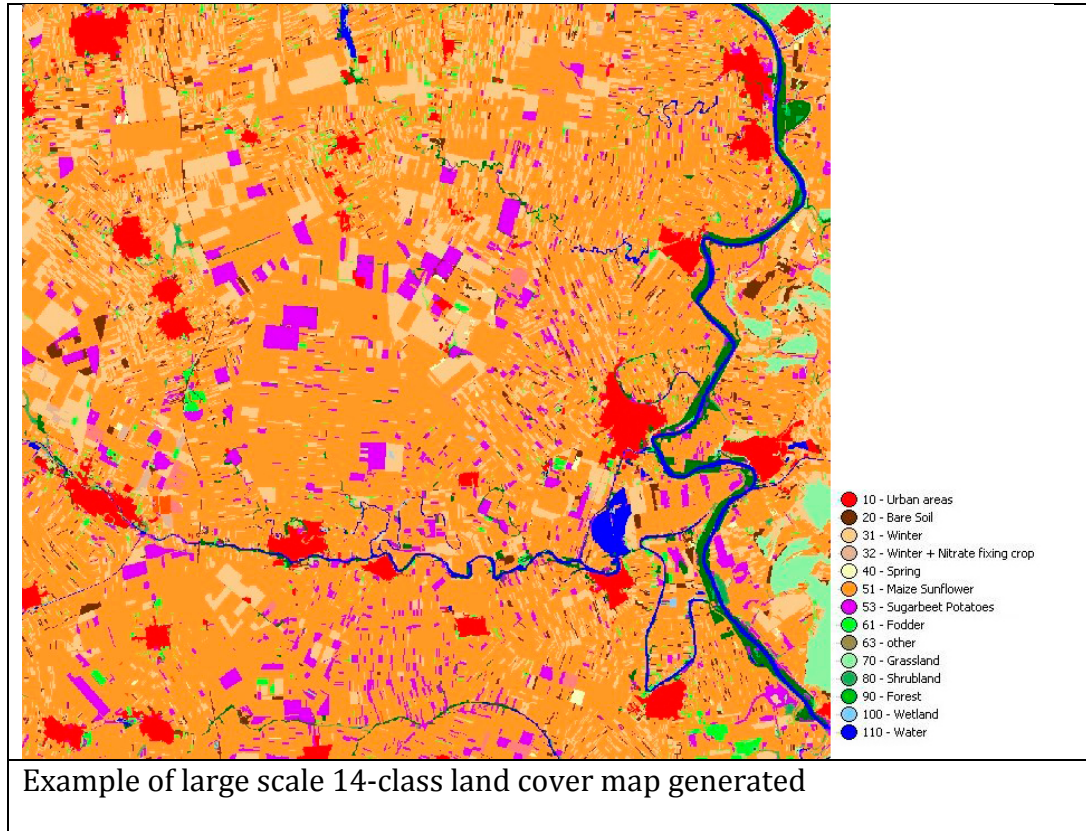 10 - Urban areas
20 - Bare Soil
31 - Winter
32 - Winter + Nitrate fixing crop
40 - Spring
51 - Maize Sunflower
53 - Sugarbeet Potatoes
61 - Fodder
63 - other
70 - Grassland
80 - Shrubland
90 - Forest
100 - Wetland
110 - Water
Example of large scale 14-class land cover map generated